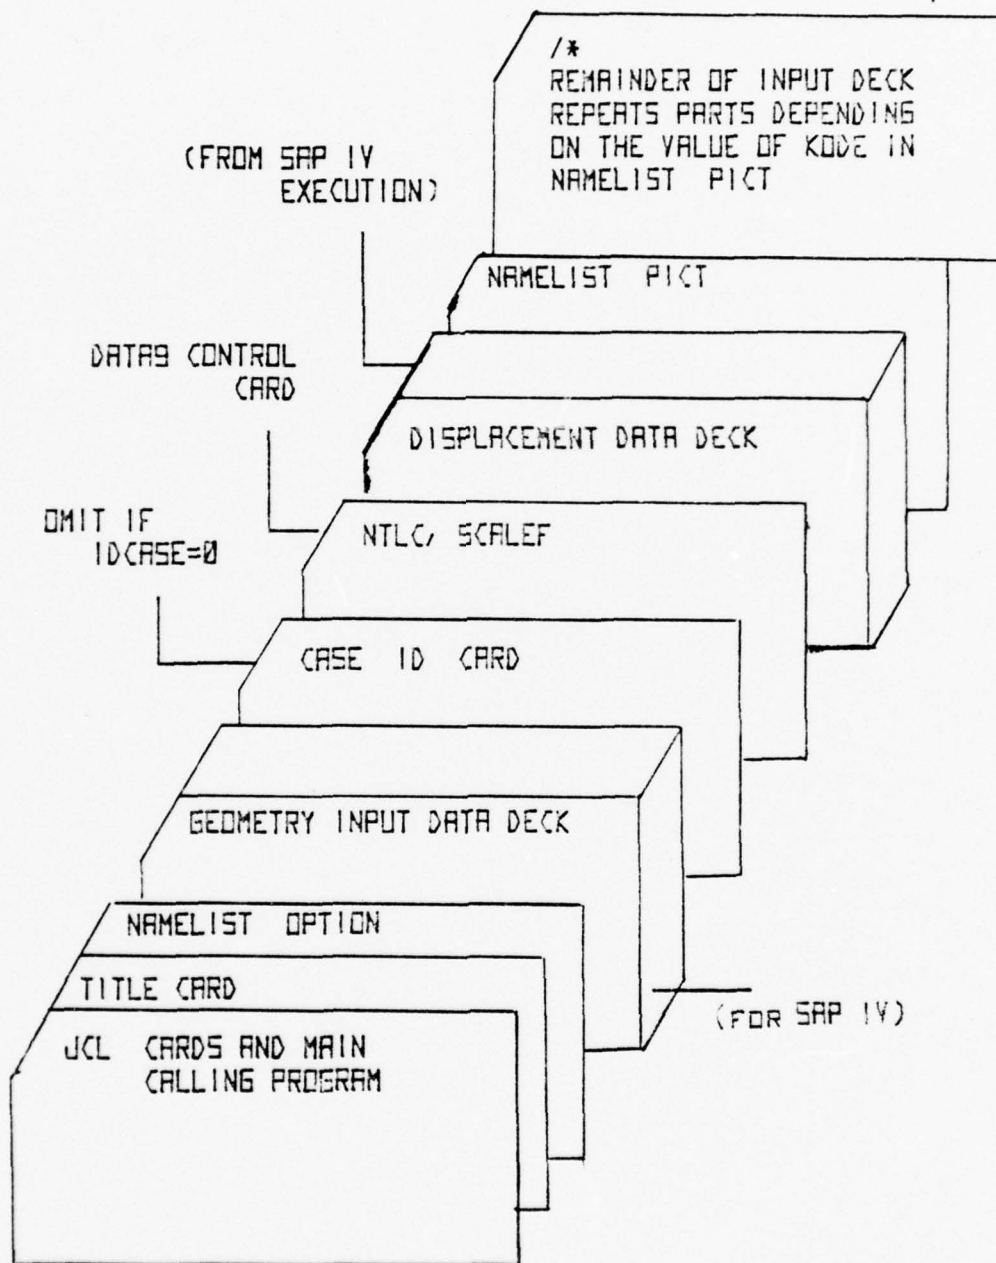 /*
REMAINDER OF INPUT DECK
REPEATS PARTS DEPENDING
ON THE VALUE OF KODE IN
NAMELIST PICT
(FROM SAP IV
EXECUTION)
NAMELIST PICT
DATA9 CONTROL
CARD
DISPLACEMENT DATA DECK
OMIT IF
IDCASE=0
NTLC, SCALEF
CASE ID CARD
GEOMETRY INPUT DATA DECK
NAMELIST OPTION
TITLE CARD
(FOR SAP IV)
JCL CARDS AND MAIN
CALLING PROGRAM